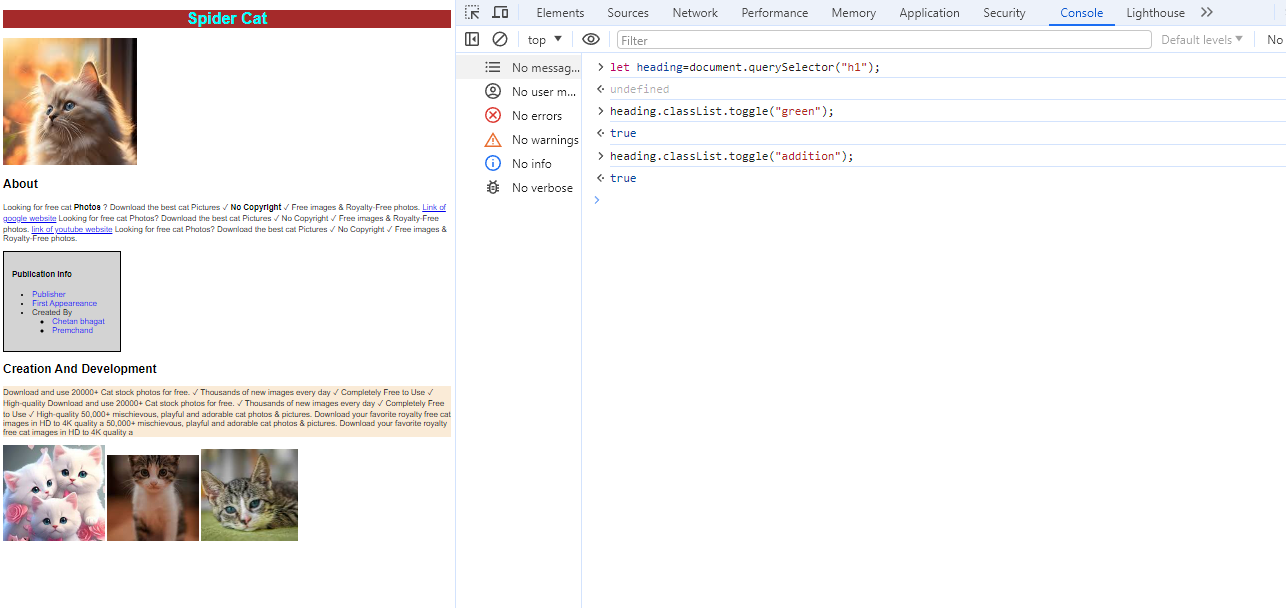 Spider Cat
About
Looking for free cat Photos ? Download the best cat Pictures ✓ No Copyright ✓ Free images & Royalty-Free photos. Link of
google website Looking for free cat Photos? Download the best cat Pictures ✓ No Copyright ✓ Free images & Royalty-Free
photos. link of youtube website Looking for free cat Photos? Download the best cat Pictures ✓ No Copyright ✓ Free images &
Royalty-Free photos.
Publication Info
• Publisher
• First Appeareance
• Created By
• Chetan bhagat
• Premchand
Creation And Development
Download and use 20000+ Cat stock photos for free. ✓ Thousands of new images every day ✓ Completely Free to Use ✓
High-quality Download and use 20000+ Cat stock photos for free. ✓ Thousands of new images every day ✓ Completely Free
to Use ✓ High-quality 50,000+ mischievous, playful and adorable cat photos & pictures. Download your favorite royalty free cat
images in HD to 4K quality a 50,000+ mischievous, playful and adorable cat photos & pictures. Download your favorite royalty
free cat images in HD to 4K quality a
Elements Sources Network Performance Memory Application Security Console Lighthouse
top Filter Default levels No
No messag...
No user m...
No errors
No warnings
No info
No verbose
let heading=document.querySelector("h1");
undefined
heading.classList.toggle("green");
true
heading.classList.toggle("addition");
true